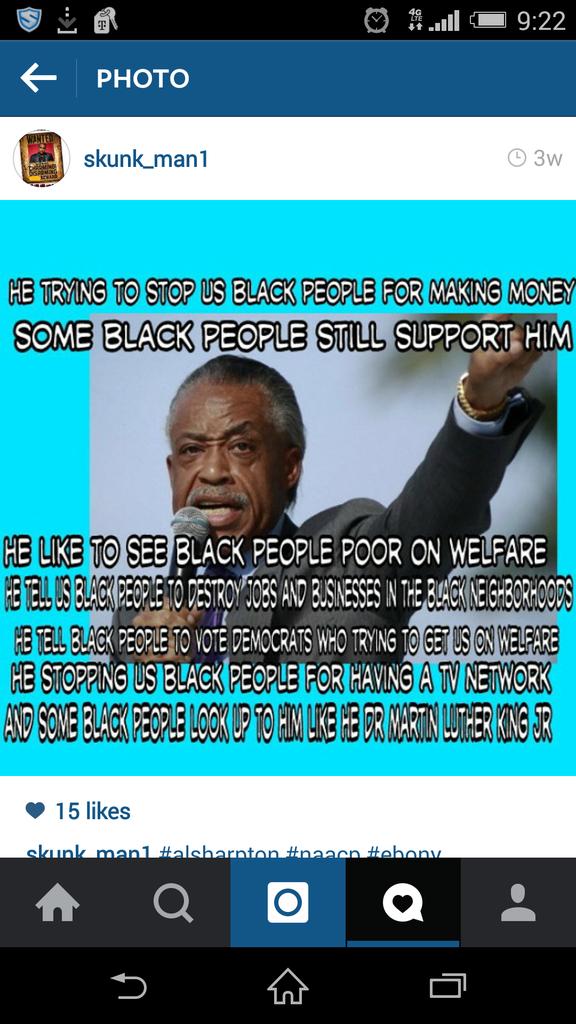 4G
LTE
9:22
PHOTO
WANTED
skunk_man1
3w
HE TRYING TO STOP US BLACK PEOPLE FOR MAKING MONEY
SOME BLACK PEOPLE STILL SUPPORT HIM
HE LIKE TO SEE BLACK PEOPLE POOR ON WELFARE
HE TELL US BLACK PEOPLE TO DESTROY JOBS AND BUSINESSES IN THE BLACK NEIGHBORHOODS
HE TELL BLACK PEOPLE TO VOTE DEMOCRATS WHO TRYING TO GET US ON WELFARE
HE STOPPING US BLACK PEOPLE FOR HAVING A TV NETWORK
AND SOME BLACK PEOPLE LOOK UP TO HIM LIKE HE DR MARTIN LUTHER KING JR
15 likes
skunk_man1 #alsharpton #naacp #ebony